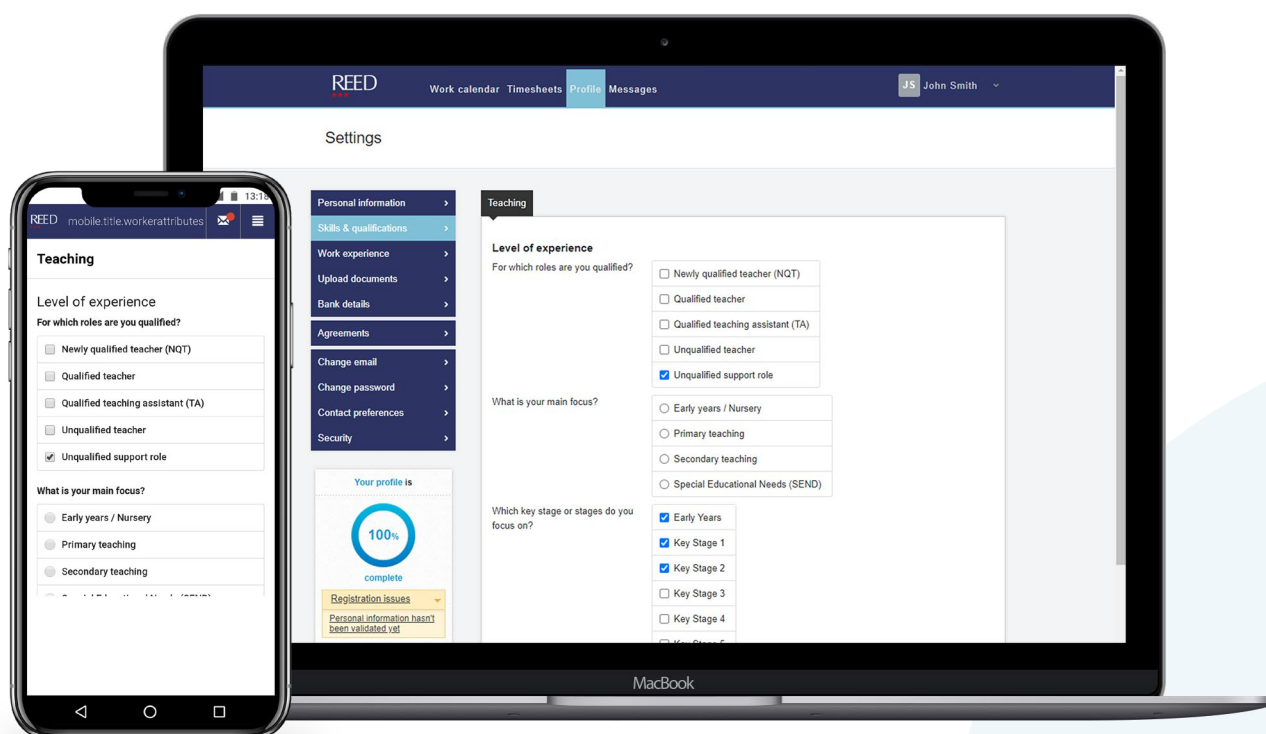 REED
Work calendar Timesheets Profile Messages
JS John Smith
Settings
Personal information
Skills & qualifications
Work experience
Upload documents
Bank details
Agreements
Change email
Change password
Contact preferences
Security
Your profile is
100%
complete
Registration issues
Personal information hasn't
been validated yet
Teaching
Level of experience
For which roles are you qualified?
Newly qualified teacher (NQT)
Qualified teacher
Qualified teaching assistant (TA)
Unqualified teacher
Unqualified support role
What is your main focus?
Early years / Nursery
Primary teaching
Secondary teaching
Special Educational Needs (SEND)
Which key stage or stages do you
focus on?
Early Years
Key Stage 1
Key Stage 2
Key Stage 3
Key Stage 4
MacBook
13:18
REED mobile.title.workerattributes
Teaching
Level of experience
For which roles are you qualified?
Newly qualified teacher (NQT)
Qualified teacher
Qualified teaching assistant (TA)
Unqualified teacher
Unqualified support role
What is your main focus?
Early years / Nursery
Primary teaching
Secondary teaching